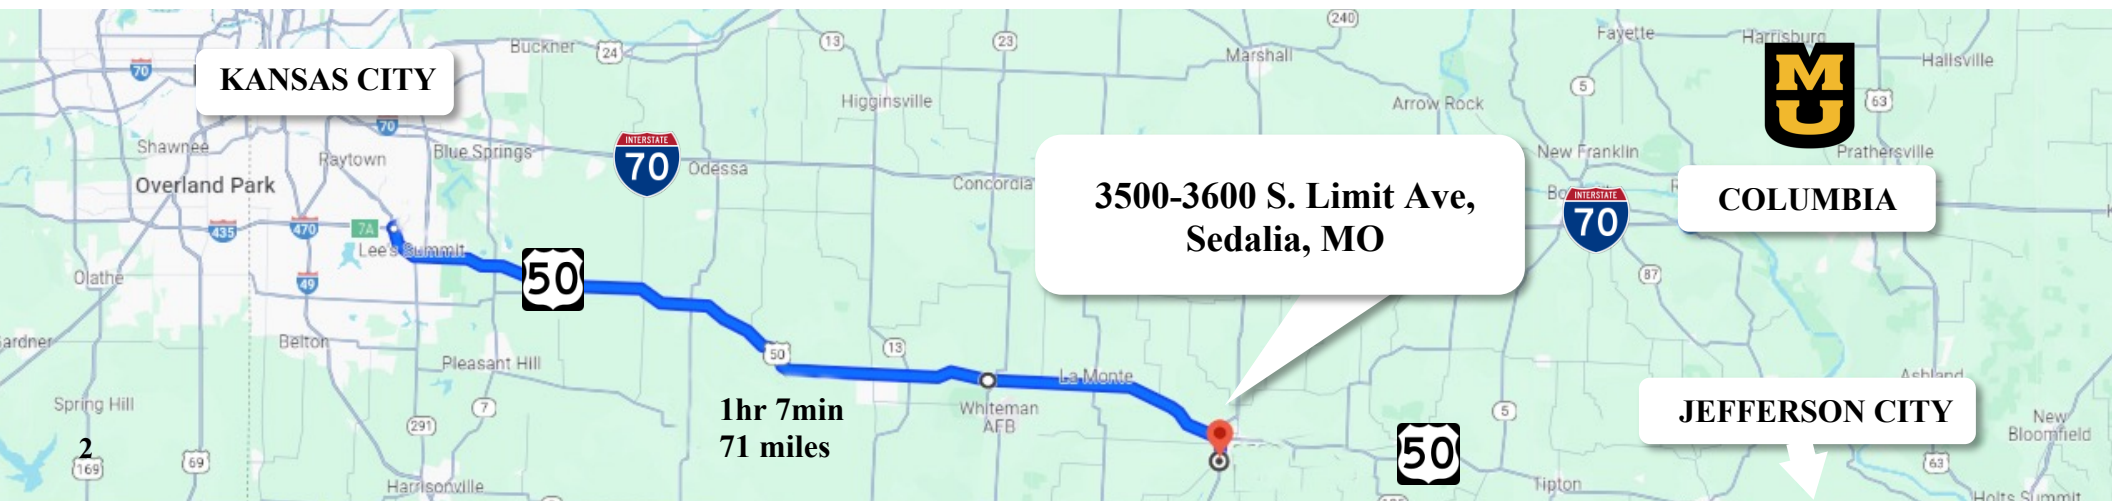 240
Fayette
Harrisburg
Buckner
24
13
23
Marshall
Hallsville
M
U
KANSAS CITY
70
5
63
Higginsville
Arrow Rock
70
Shawnee
Raytown
Blue Springs
INTERSTATE
70
Odessa
Concordia
New Franklin
Prathersville
Overland Park
3500-3600 S. Limit Ave,
Sedalia, MO
INTERSTATE
70
COLUMBIA
435
470
7A
Lee's Summit
50
Olathe
49
87
ardner
Belton
50
13
Pleasant Hill
La Monte
Ashland
Spring Hill
7
1hr 7min
71 miles
Whiteman
AFB
5
JEFFERSON CITY
New
Bloomfield
291
2
169
69
50
63
Harrisonville
Tipton
Holts Summit